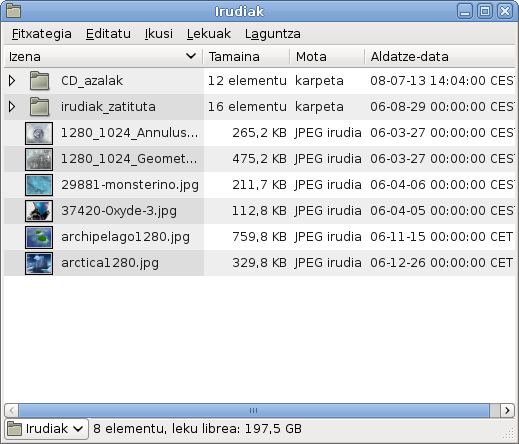 Irudiak
Fitxategia Editatu Ikusi Lekuak Laguntza
Izena Tamaina Mota Aldatze-data
CD_azalak 12 elementu karpeta 08-07-13 14:04:00 CES
irudiak_zatituta 16 elementu karpeta 06-08-29 00:00:00 CES
1280_1024_Annulus... 265,2 KB JPEG irudia 06-03-27 00:00:00 CES
1280_1024_Geomet... 475,2 KB JPEG irudia 06-03-27 00:00:00 CES
29881-monsterino.jpg 211,7 KB JPEG irudia 06-04-06 00:00:00 CES
37420-Oxyde-3.jpg 112,8 KB JPEG irudia 06-04-05 00:00:00 CES
archipelago1280.jpg 759,8 KB JPEG irudia 06-11-15 00:00:00 CET
arctica1280.jpg 329,8 KB JPEG irudia 06-12-26 00:00:00 CET
Irudiak 8 elementu, leku librea: 197,5 GB